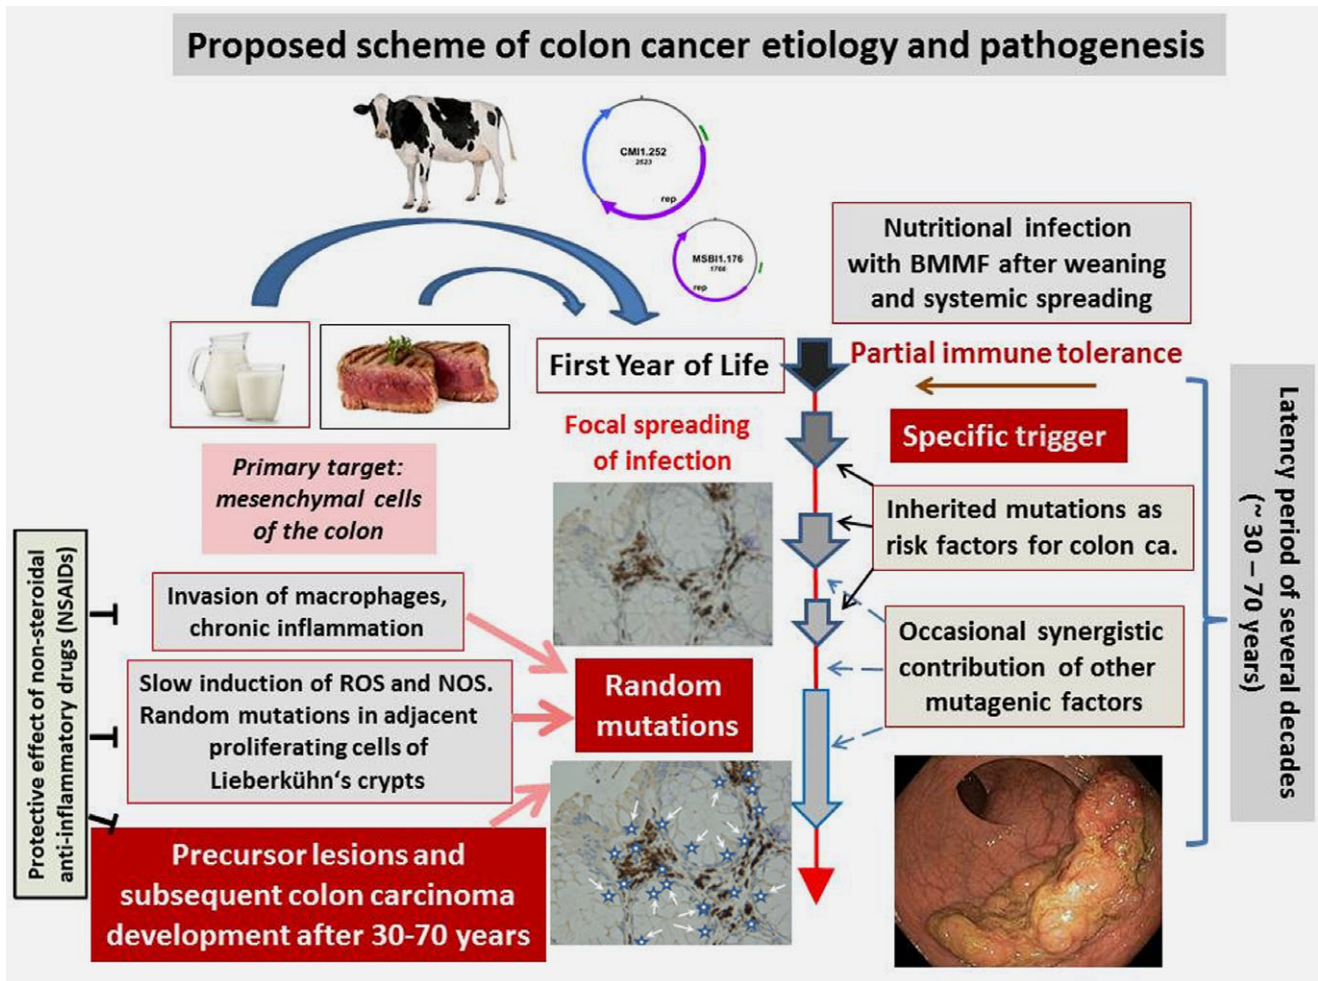 Proposed scheme of colon cancer etiology and pathogenesis
CMI1.252
2523
rep
MSBI1.176
1766
rep
Nutritional infection
with BMMF after weaning
and systemic spreading
First Year of Life
Partial immune tolerance
Specific trigger
Focal spreading
of infection
Primary target:
mesenchymal cells
of the colon
Inherited mutations as
risk factors for colon ca.
Invasion of macrophages,
chronic inflammation
Occasional synergistic
contribution of other
mutagenic factors
Slow induction of ROS and NOS.
Random mutations in adjacent
proliferating cells of
Lieberkühn‘s crypts
Random
mutations
Precursor lesions and
subsequent colon carcinoma
development after 30-70 years
Protective effect of non-steroidal
anti-inflammatory drugs (NSAIDs)
Latency period of several decades
(~ 30 – 70 years)